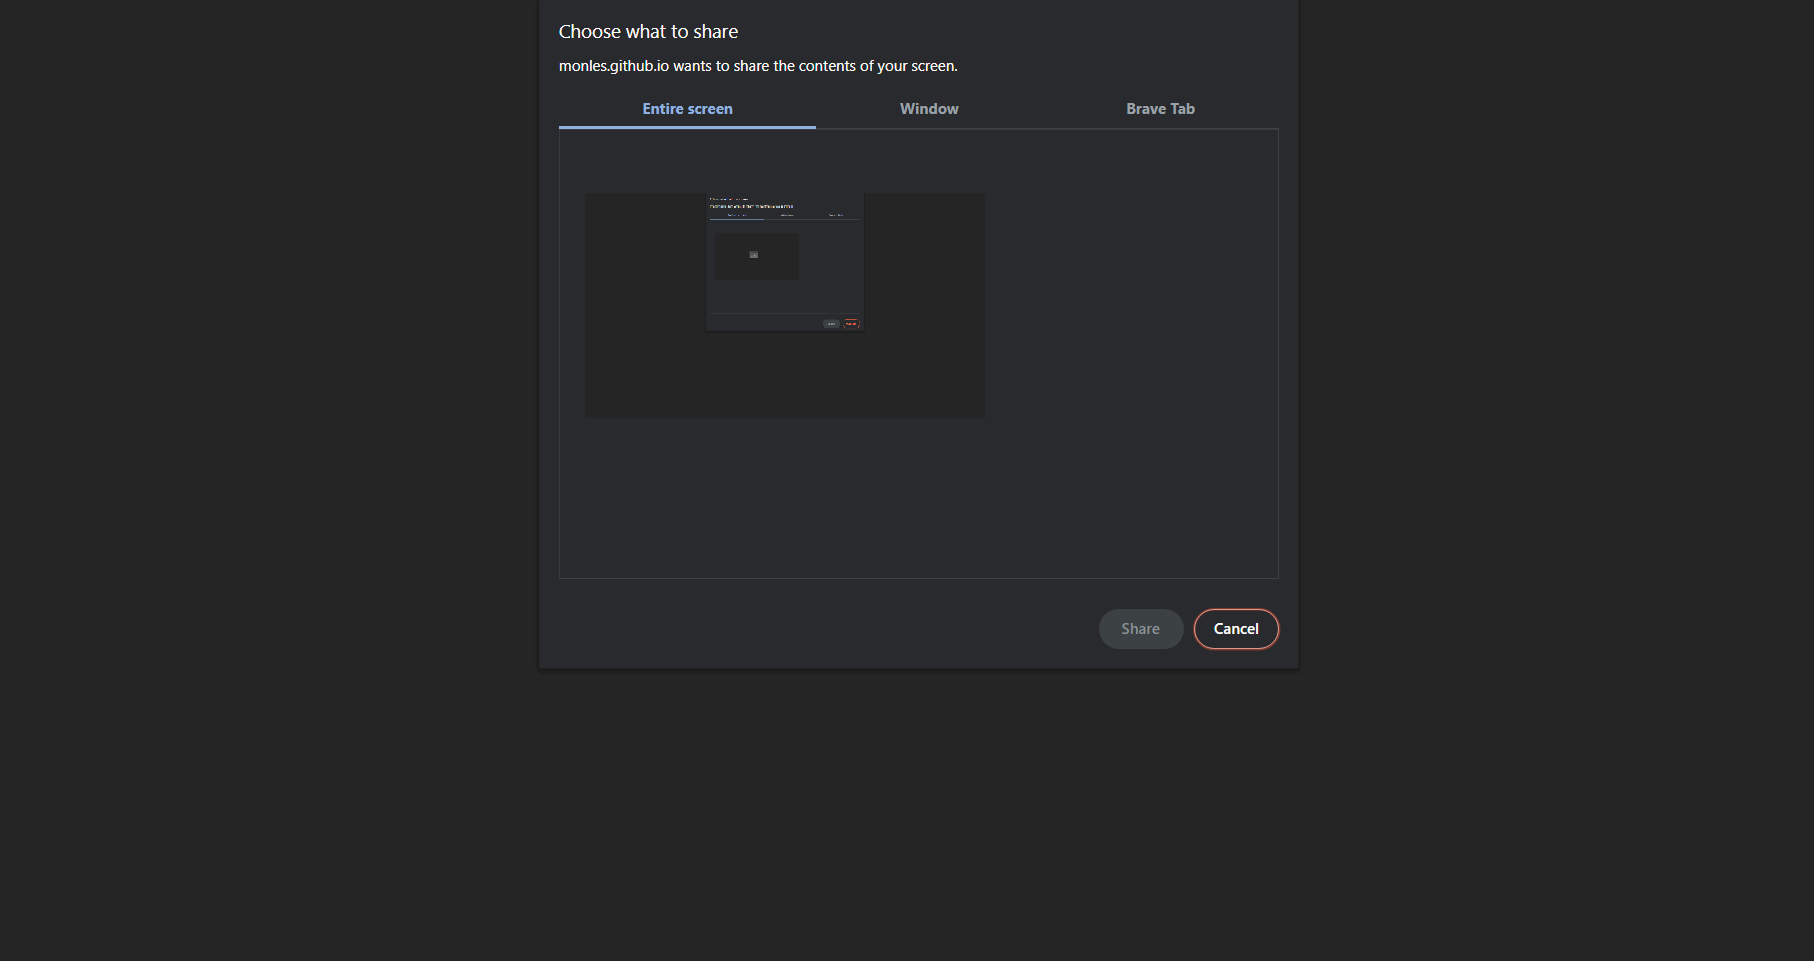 Choose what to share
monles.github.io wants to share the contents of your screen.
Entire screen
Window
Brave Tab
Share
Cancel